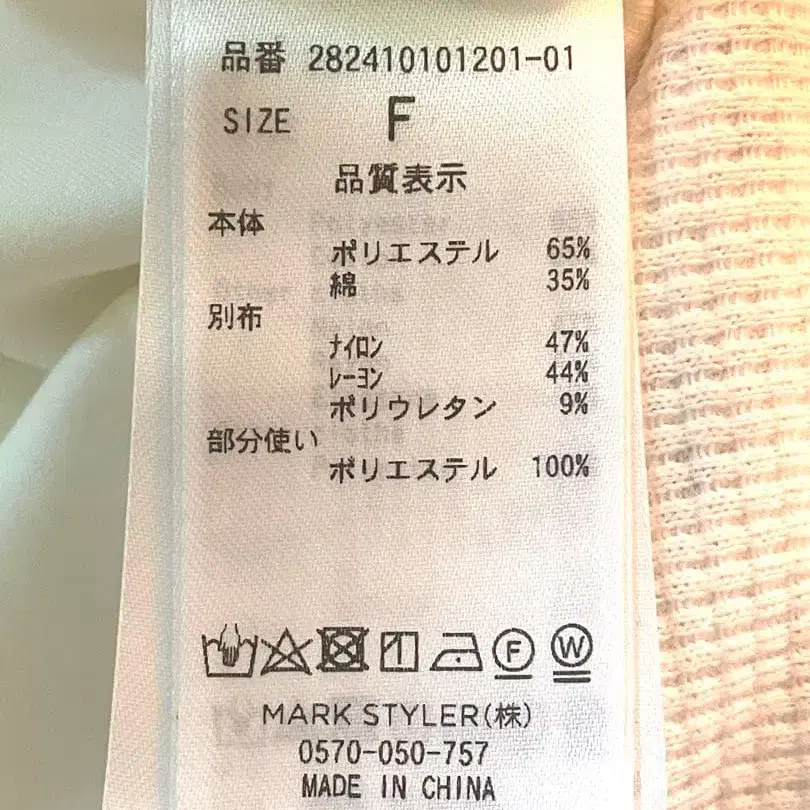 品番 282410101201-01
SIZE F
品質表示
本体
ポリエステル 65%
綿 35%
別布
ナイロン 47%
レーヨン 44%
ポリウレタン 9%
部分使い
ポリエステル 100%
F W
MARK STYLER(株)
0570-050-757
MADE IN CHINA